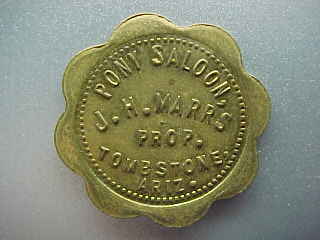 PONY SALOON,
J. H. MARRS
PROP.
TOMBSTONE,
ARIZ.